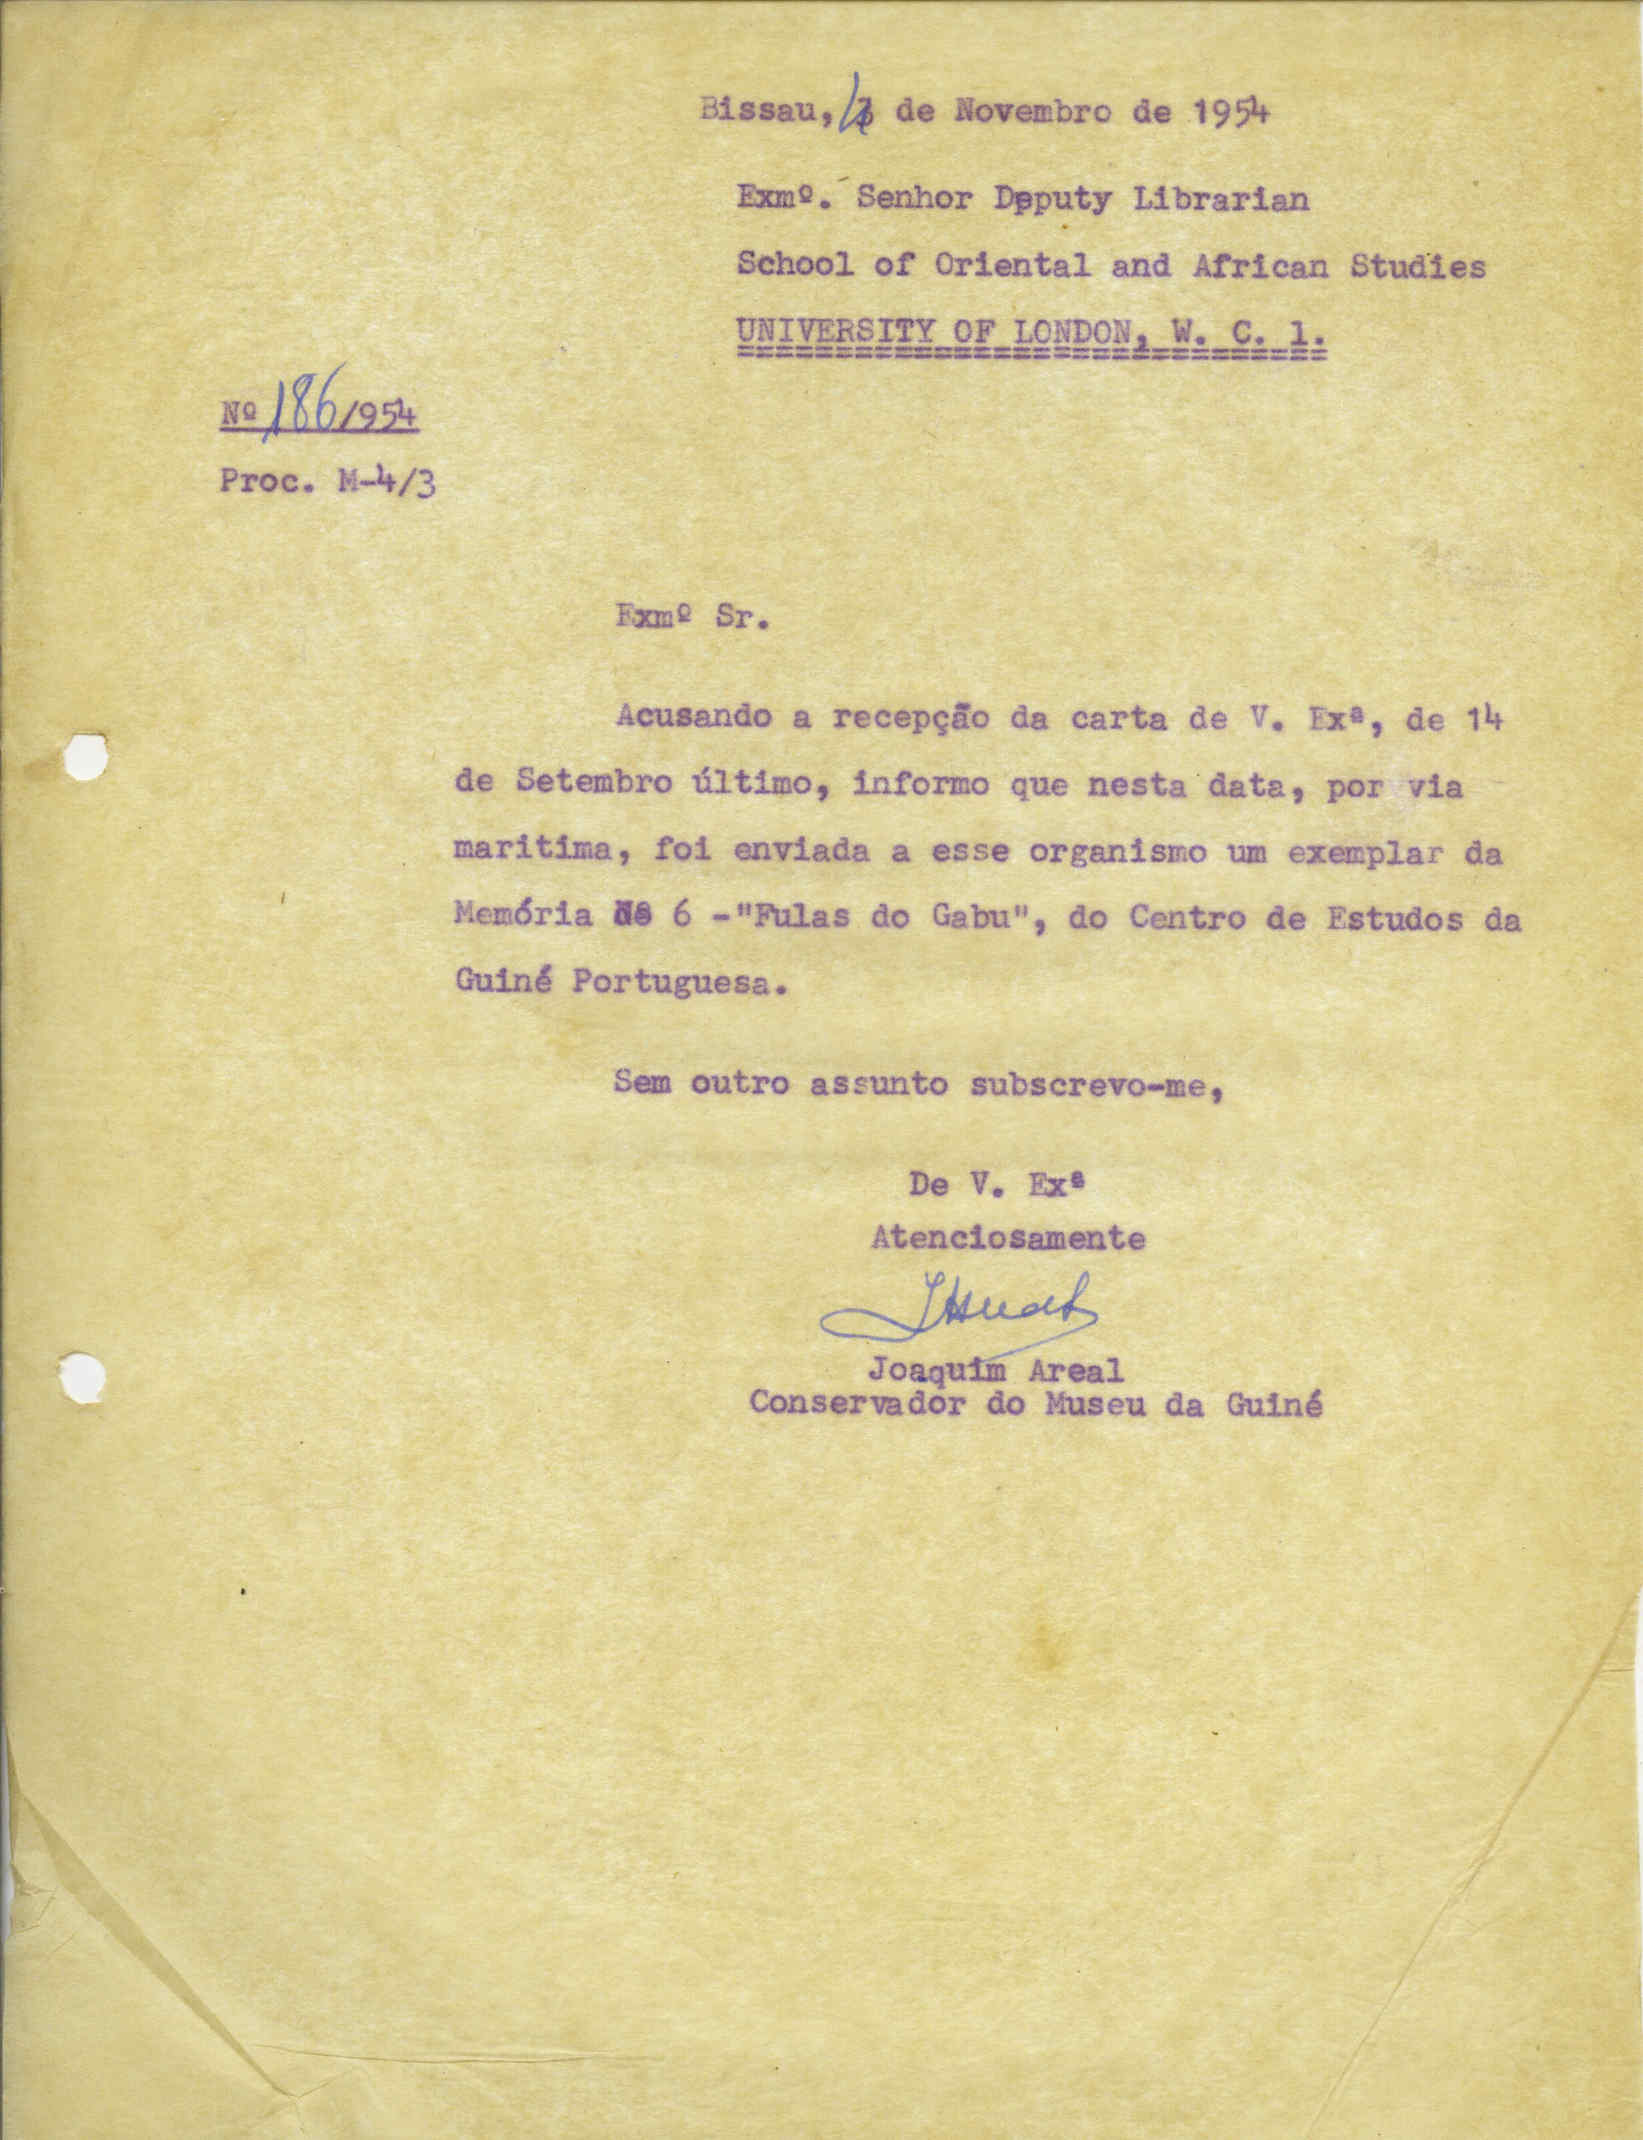 Bissau, de Novembro de 1954
Exmº. Senhor Deputy Librarian
School of Oriental and African Studies
UNIVERSITY OF LONDON, W. C. 1.
Nº 186/954
Proc. M-4/3
Exmº Sr.
Acusando a recepção da carta de V. Exª, de 14
de Setembro último, informo que nesta data, por via
maritima, foi enviada a esse organismo um exemplar da
Memória Nº 6 -"Fulas do Gabu", do Centro de Estudos da
Guiné Portuguesa.
Sem outro assunto subscrevo-me,
De V. Exª
Atenciosamente
Joaquim Areal
Conservador do Museu da Guiné